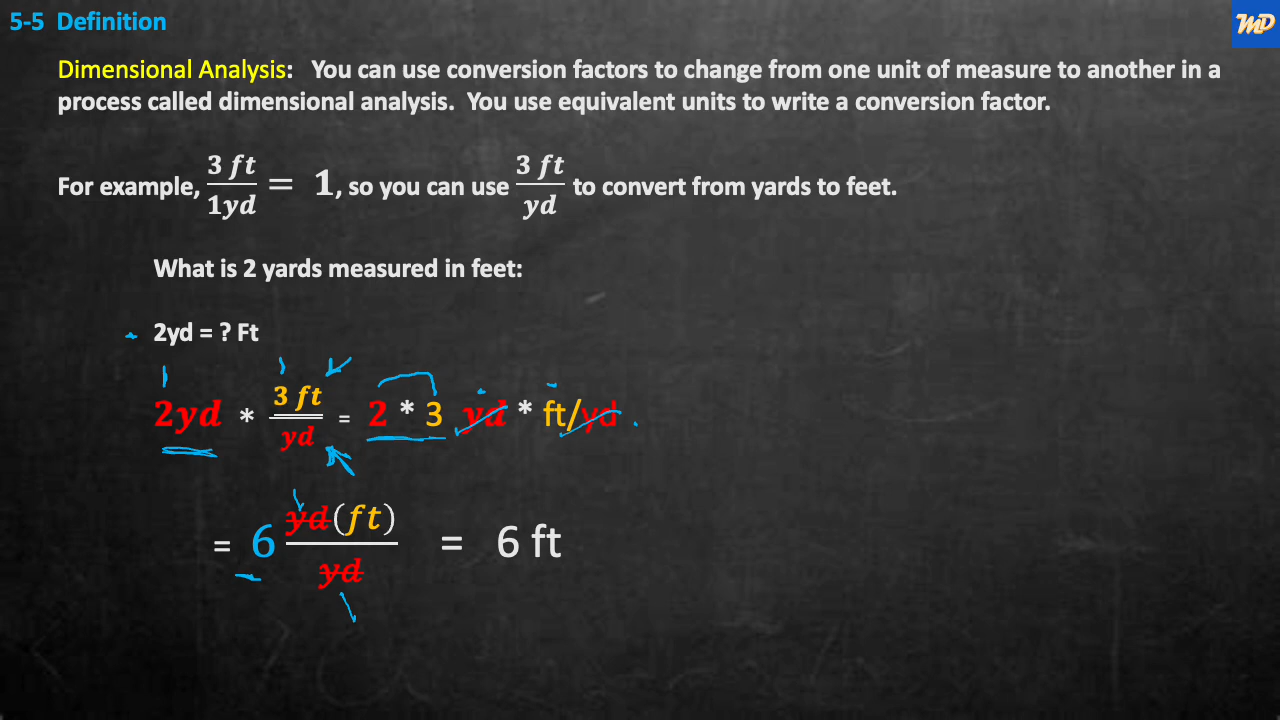 5-5 Definition
MD
Dimensional Analysis: You can use conversion factors to change from one unit of measure to another in a
process called dimensional analysis. You use equivalent units to write a conversion factor.
For example, 3 ft/1yd = 1, so you can use 3 ft/yd to convert from yards to feet.
What is 2 yards measured in feet:
2yd = ? Ft
2yd * 3 ft/yd = 2 * 3 yd * ft/yd
= 6 yd(ft)/yd = 6 ft